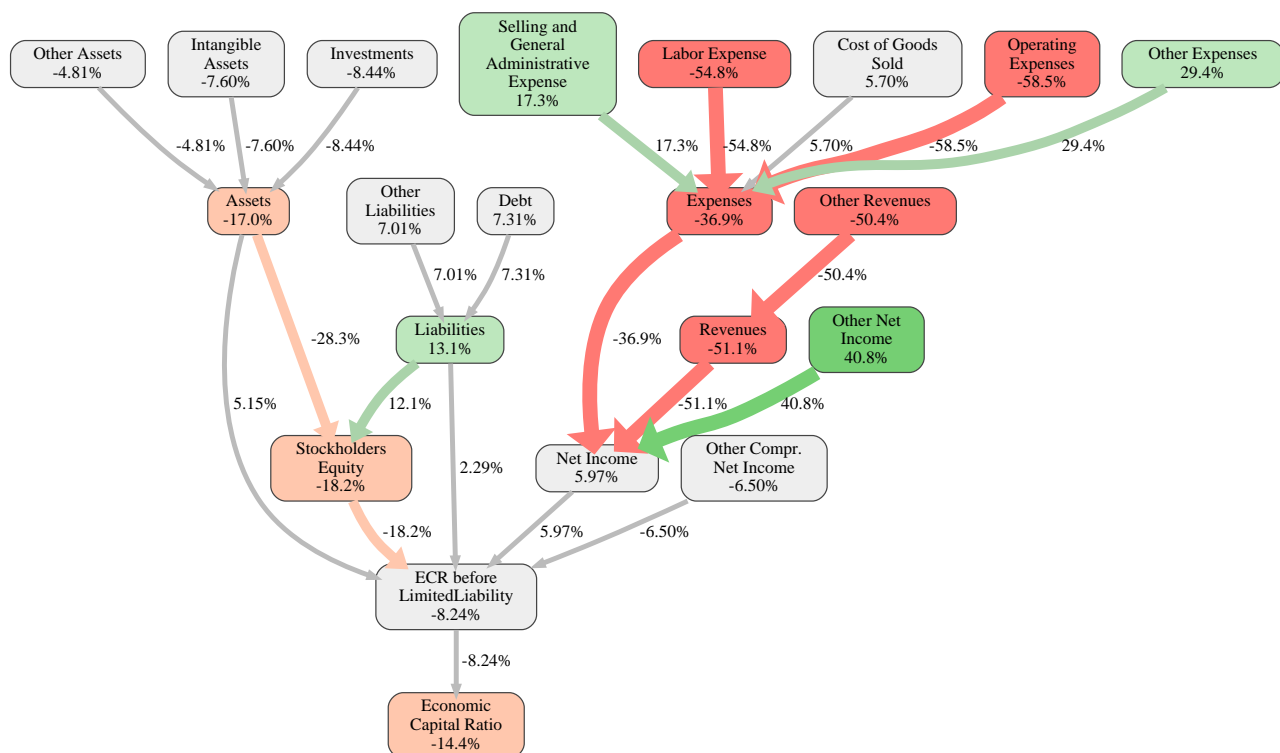 Other Assets
-4.81%
Intangible
Assets
-7.60%
Investments
-8.44%
Selling and
General
Administrative
Expense
17.3%
Labor Expense
-54.8%
Cost of Goods
Sold
5.70%
Operating
Expenses
-58.5%
Other Expenses
29.4%
-4.81%
-7.60%
-8.44%
17.3%
-54.8%
5.70%
-58.5%
29.4%
Assets
-17.0%
Other
Liabilities
7.01%
Debt
7.31%
Expenses
-36.9%
Other Revenues
-50.4%
7.01%
7.31%
-50.4%
Liabilities
13.1%
-28.3%
-36.9%
Revenues
-51.1%
Other Net
Income
40.8%
5.15%
12.1%
-51.1%
40.8%
Stockholders
Equity
-18.2%
2.29%
Net Income
5.97%
Other Compr.
Net Income
-6.50%
-18.2%
5.97%
-6.50%
ECR before
LimitedLiability
-8.24%
-8.24%
Economic
Capital Ratio
-14.4%